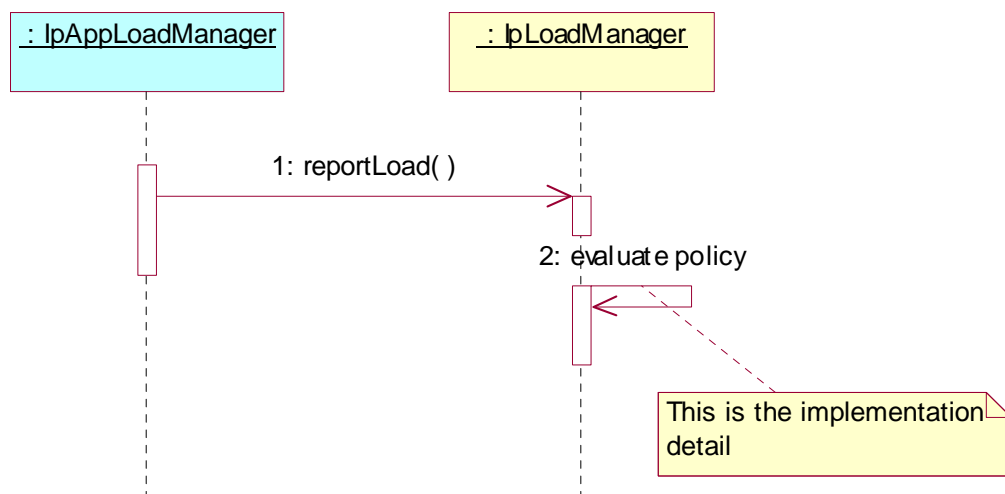 : IpAppLoadManager
: IpLoadManager
1: reportLoad( )
2: evaluate policy
This is the implementation
detail